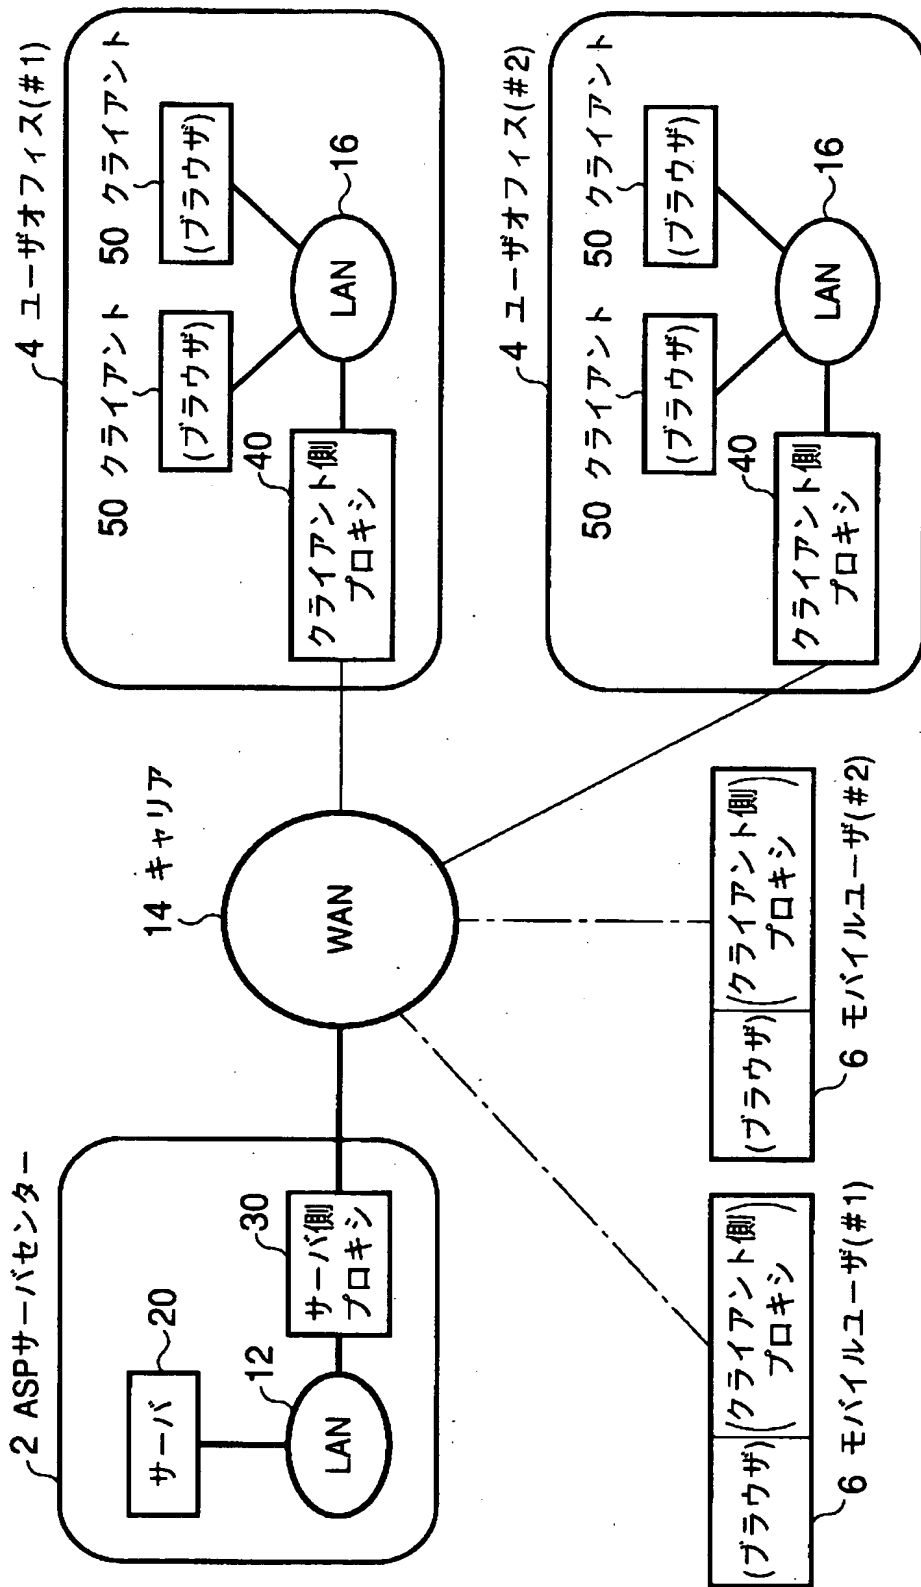 2 ASPサーバセンター
サーバ
20
LAN
12
サーバ側
プロキシ
30
14 キャリア
WAN
4 ユーザオフィス(#1)
50 クライアント
(ブラウザ)
50 クライアント
(ブラウザ)
クライアント側
プロキシ
40
LAN
16
4 ユーザオフィス(#2)
50 クライアント
(ブラウザ)
50 クライアント
(ブラウザ)
クライアント側
プロキシ
40
LAN
16
(ブラウザ)
(クライアント側
プロキシ)
6 モバイルユーザ(#1)
(ブラウザ)
(クライアント側
プロキシ)
6 モバイルユーザ(#2)